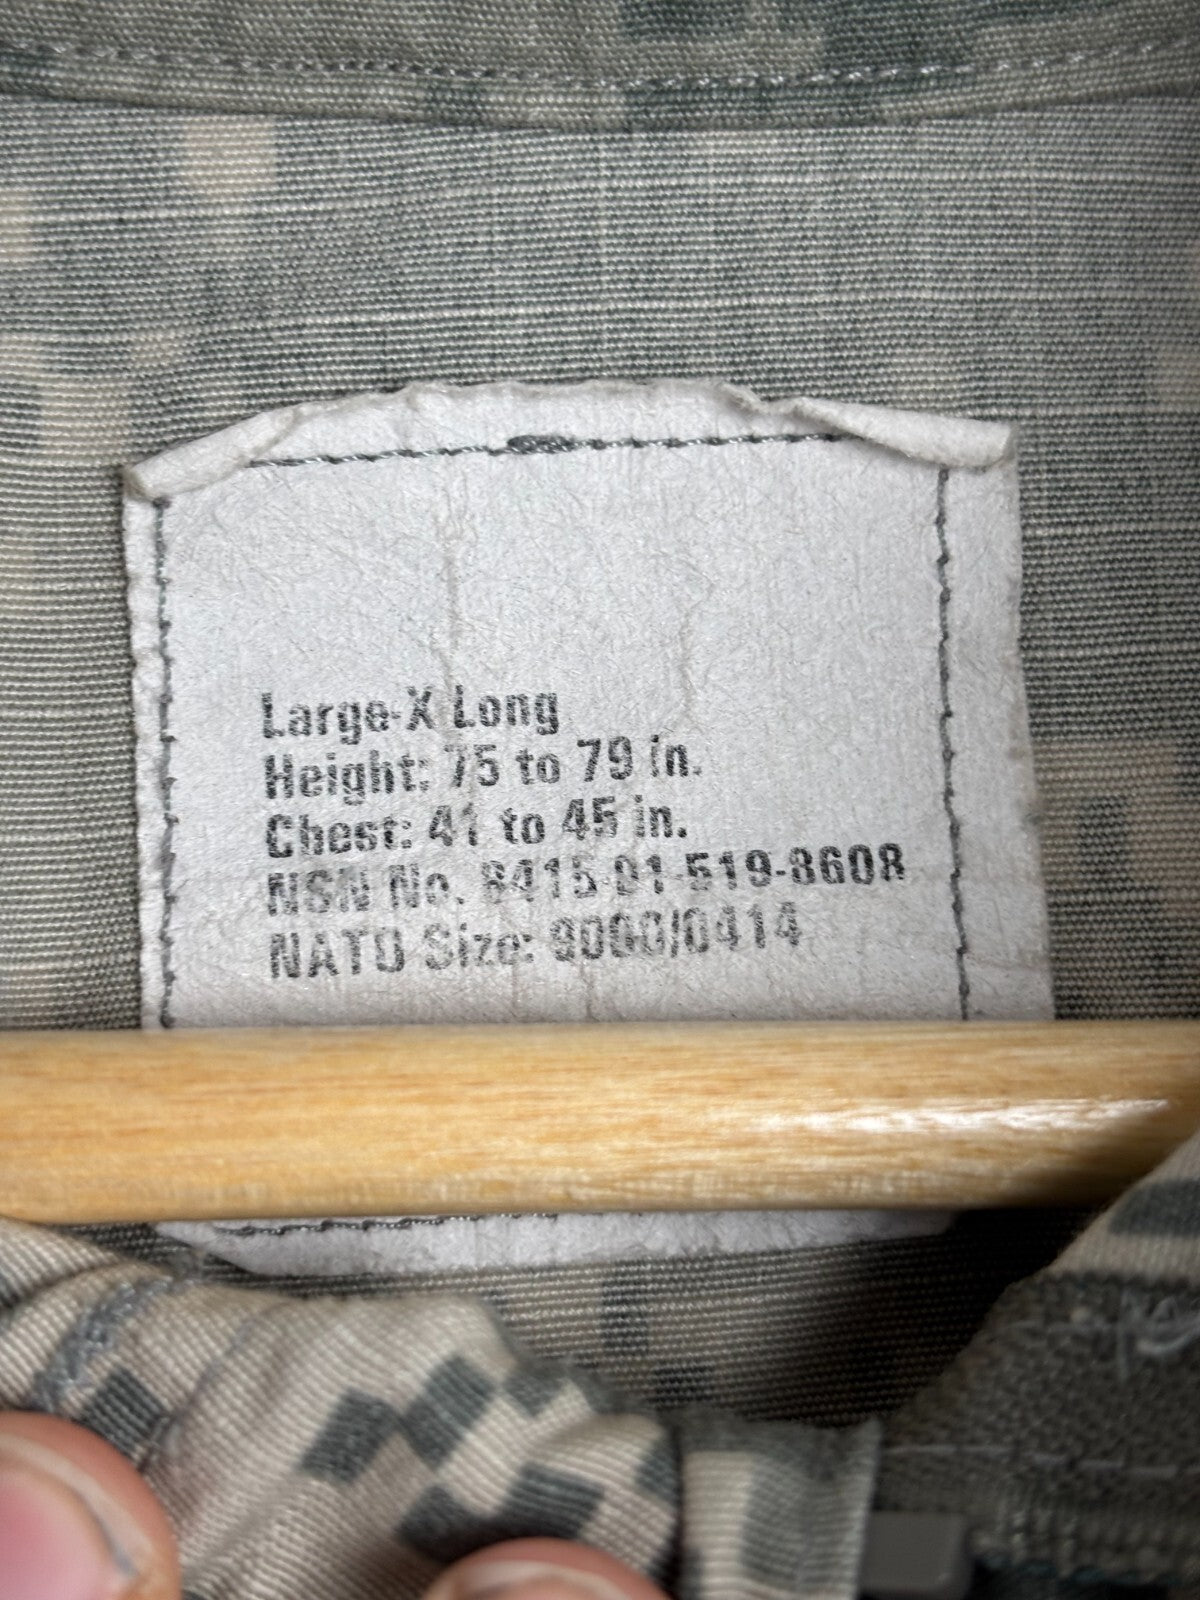 Large-X Long
Height: 75 to 79 in.
Chest: 41 to 45 in.
NSN No. 8415-01-519-8608
NATO Size: 9000/0414